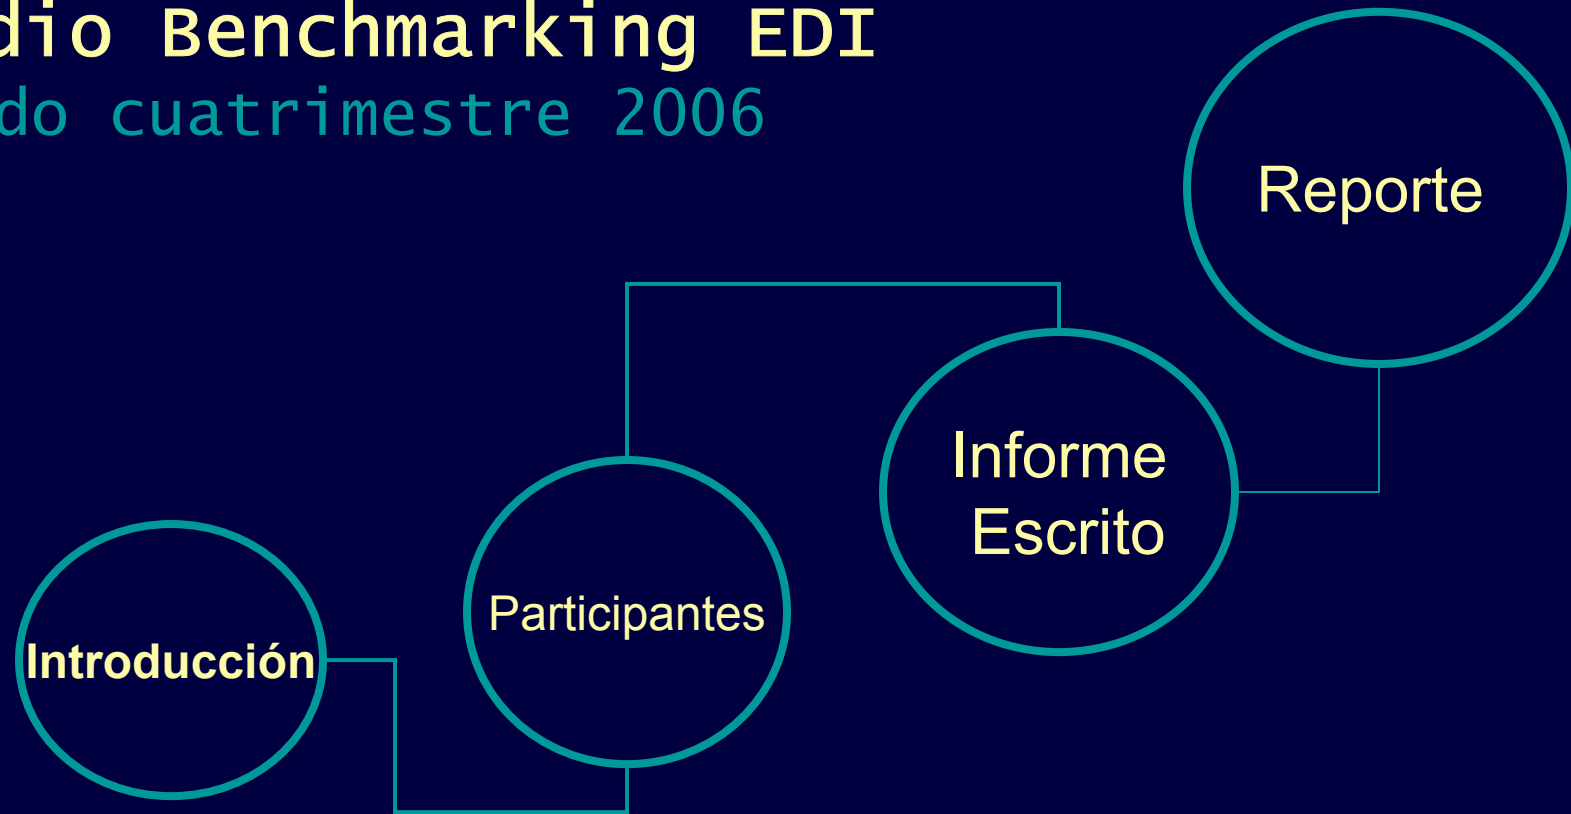 dio Benchmarking EDI
do cuatrimestre 2006
Reporte
Informe
Escrito
Participantes
Introducción